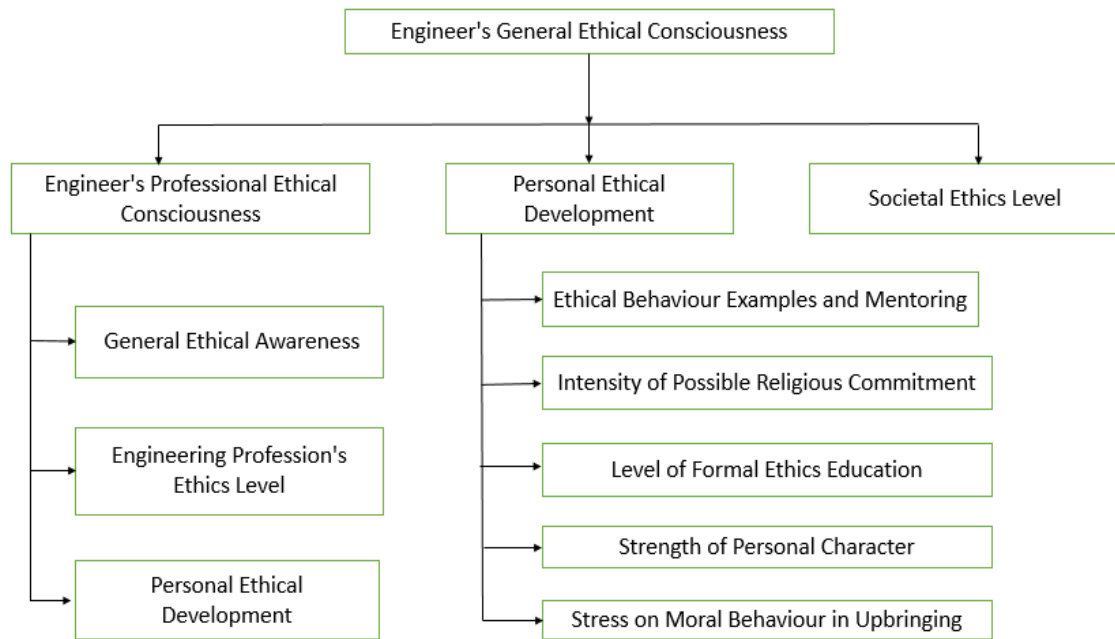 Engineer's General Ethical Consciousness
Engineer's Professional Ethical
Consciousness
Personal Ethical
Development
Societal Ethics Level
General Ethical Awareness
Engineering Profession's
Ethics Level
Personal Ethical
Development
Ethical Behaviour Examples and Mentoring
Intensity of Possible Religious Commitment
Level of Formal Ethics Education
Strength of Personal Character
Stress on Moral Behaviour in Upbringing